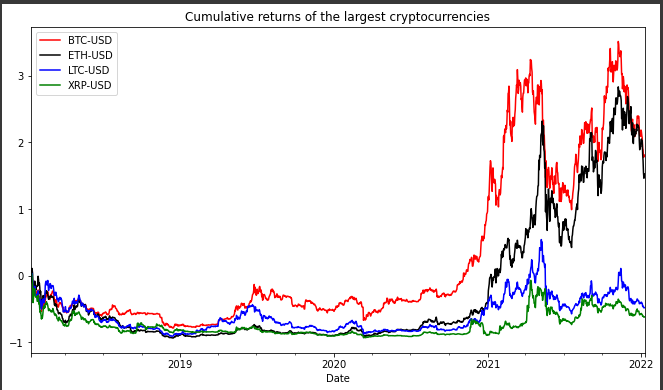 Cumulative returns of the largest cryptocurrencies
BTC-USD
ETH-USD
LTC-USD
XRP-USD
3
2
1
0
−1
2019
2020
2021
2022
Date